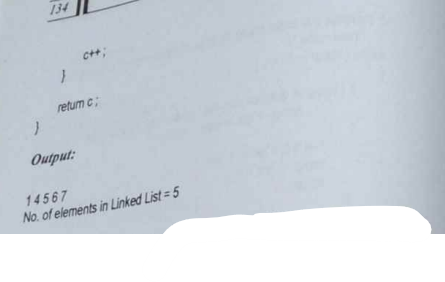 134
c++ ;
}
return c ;
}
Output:
1 4 5 6 7
No. of elements in Linked List = 5